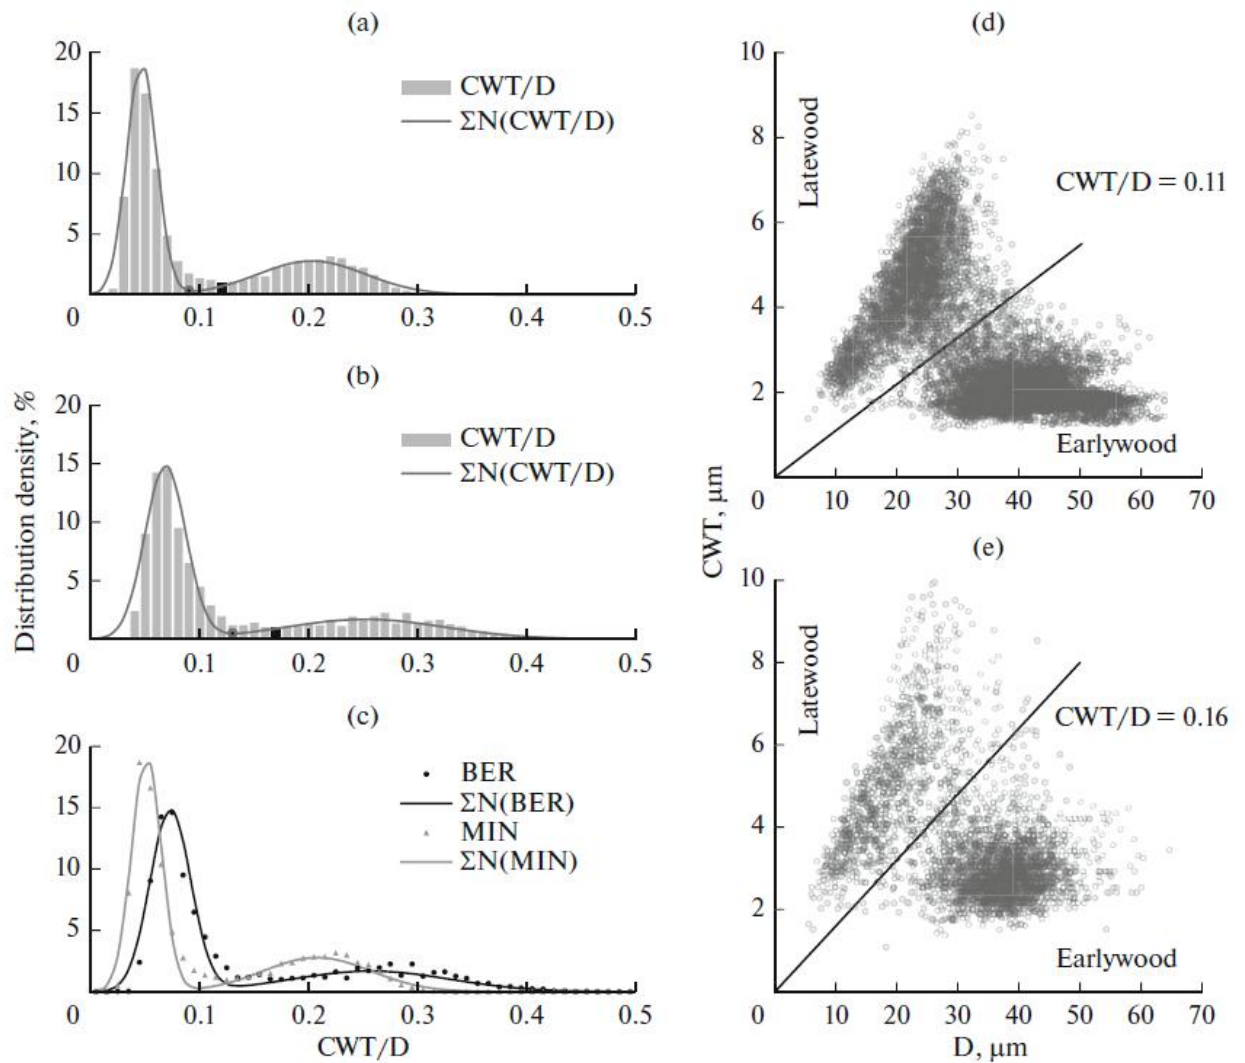 (a)
20
15
10
5
0
0.1
0.2
0.3
0.4
0.5
CWT/D
ΣN(CWT/D)
(b)
20
15
10
5
0
0.1
0.2
0.3
0.4
0.5
CWT/D
ΣN(CWT/D)
Distribution density, %
(c)
20
15
10
5
0
0.1
0.2
0.3
0.4
0.5
BER
ΣN(BER)
MIN
ΣN(MIN)
CWT/D
(d)
10
8
6
4
2
0
10
20
30
40
50
60
70
Latewood
CWT/D = 0.11
Earlywood
CWT, μm
(e)
10
8
6
4
2
0
10
20
30
40
50
60
70
Latewood
CWT/D = 0.16
Earlywood
D, μm